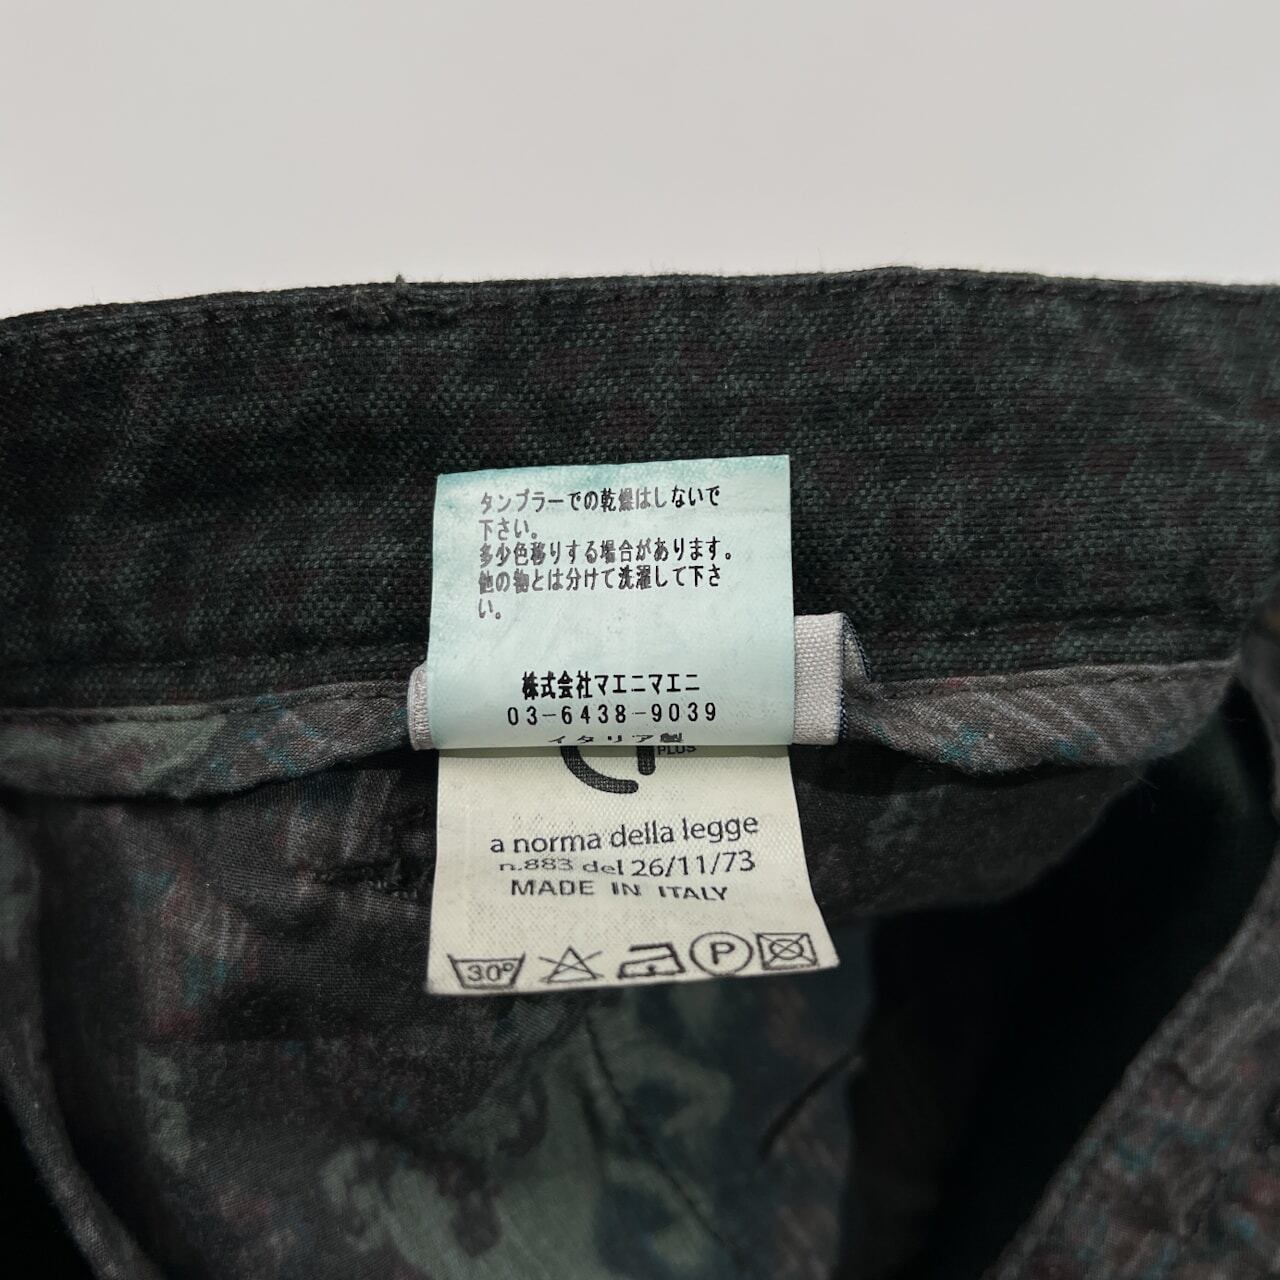 タンブラーでの乾燥はしないで
下さい。
多少色移りする場合があります。
他の物とは分けて洗濯して下さ
い。
株式会社マエニマエニ
03-6438-9039
イタリア製
PLUS
a norma della legge
n.883 del 26/11/73
MADE IN ITALY
30°
P